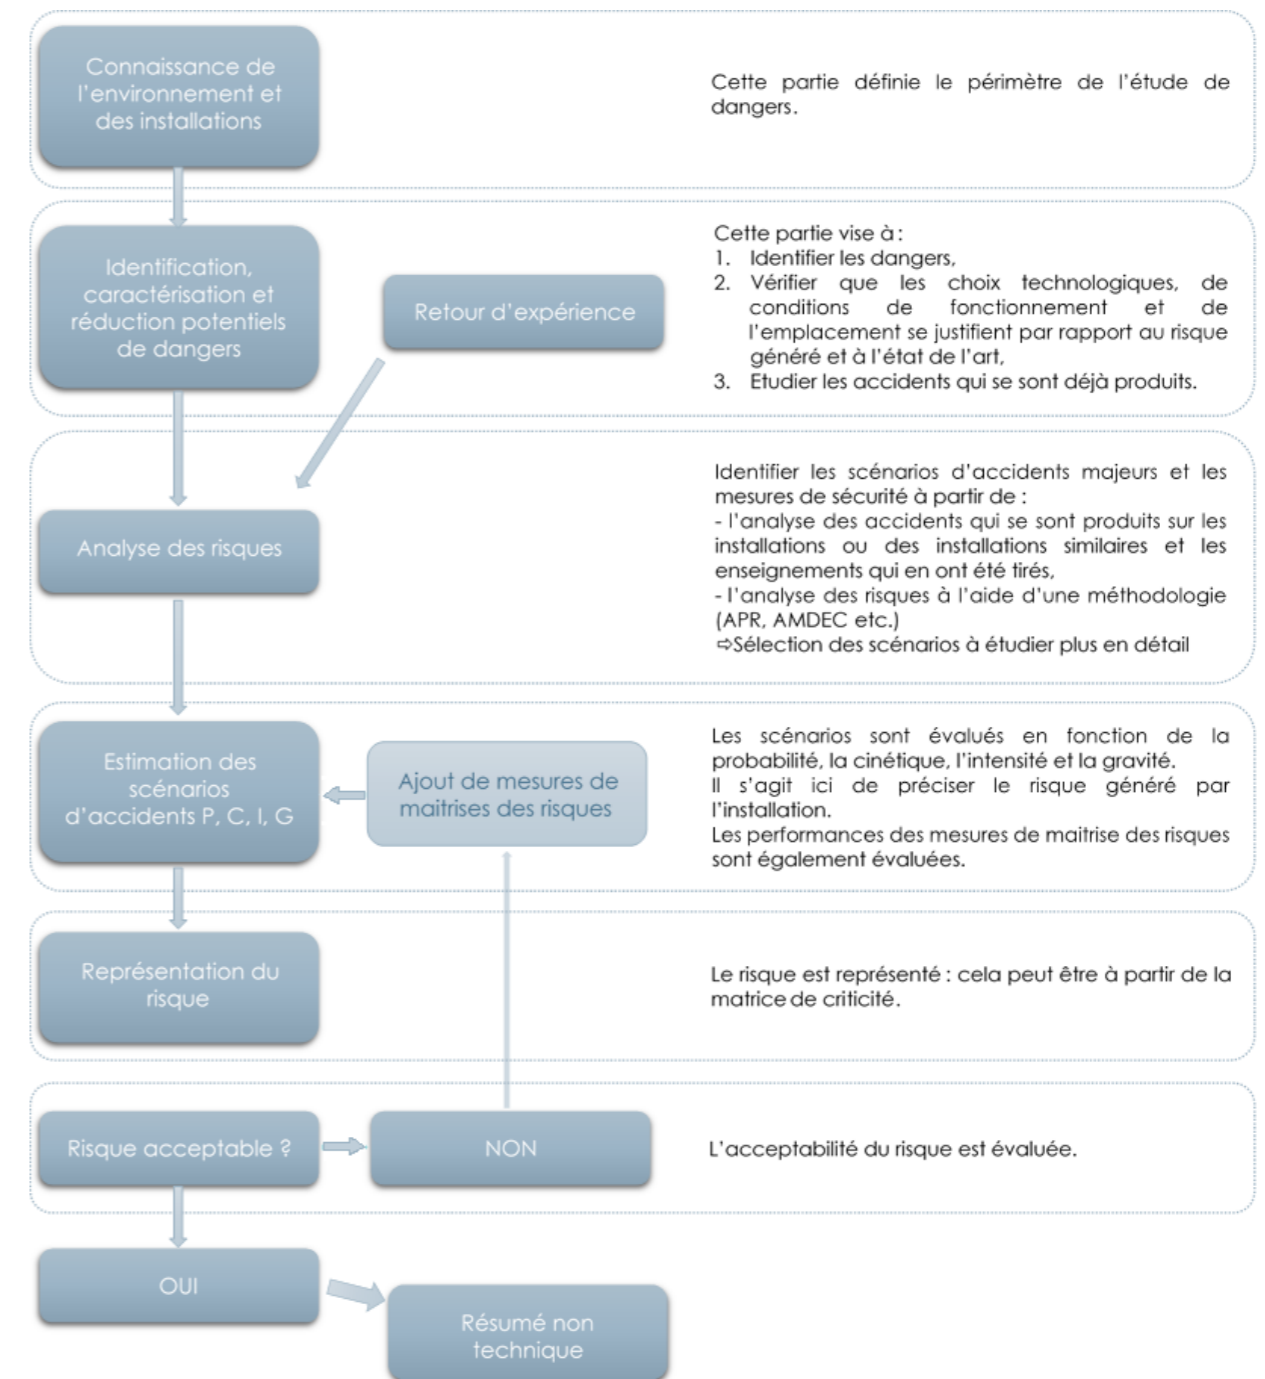 Connaissance de
l'environnement et
des installations
Cette partie définie le périmètre de l'étude de
dangers.
Identification,
caractérisation et
réduction potentiels
de dangers
Retour d'expérience
Cette partie vise à :
1. Identifier les dangers,
2. Vérifier que les choix technologiques, de
conditions de fonctionnement et de
l'emplacement se justifient par rapport au risque
généré et à l'état de l'art,
3. Etudier les accidents qui se sont déjà produits.
Analyse des risques
Identifier les scénarios d'accidents majeurs et les
mesures de sécurité à partir de :
- l'analyse des accidents qui se sont produits sur les
installations ou des installations similaires et les
enseignements qui en ont été tirés,
- l'analyse des risques à l'aide d'une méthodologie
(APR, AMDEC etc.)
⇨Sélection des scénarios à étudier plus en détail
Estimation des
scénarios
d'accidents P, C, I, G
Ajout de mesures de
maitrises des risques
Les scénarios sont évalués en fonction de la
probabilité, la cinétique, l'intensité et la gravité.
Il s'agit ici de préciser le risque généré par
l'installation.
Les performances des mesures de maitrise des risques
sont également évaluées.
Représentation du
risque
Le risque est représenté : cela peut être à partir de la
matrice de criticité.
Risque acceptable ?
NON
L'acceptabilité du risque est évaluée.
OUI
Résumé non
technique